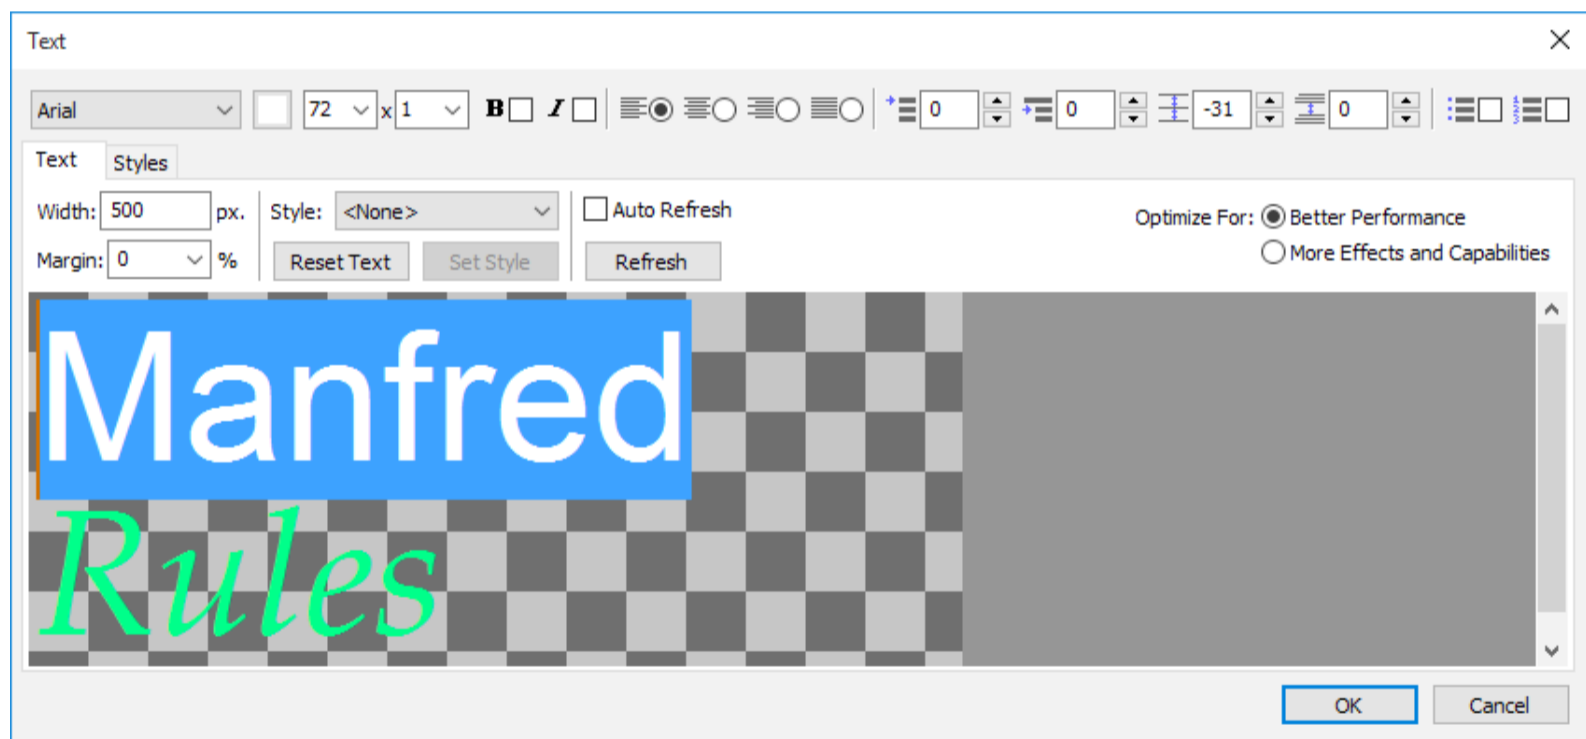 Text
Arial 72 x 1 B I 0 0 -31 0
Text Styles
Width: 500 px. Style: <None> Auto Refresh Optimize For: Better Performance
Margin: 0 % Reset Text Set Style Refresh More Effects and Capabilities
Manfred
Rules
OK Cancel